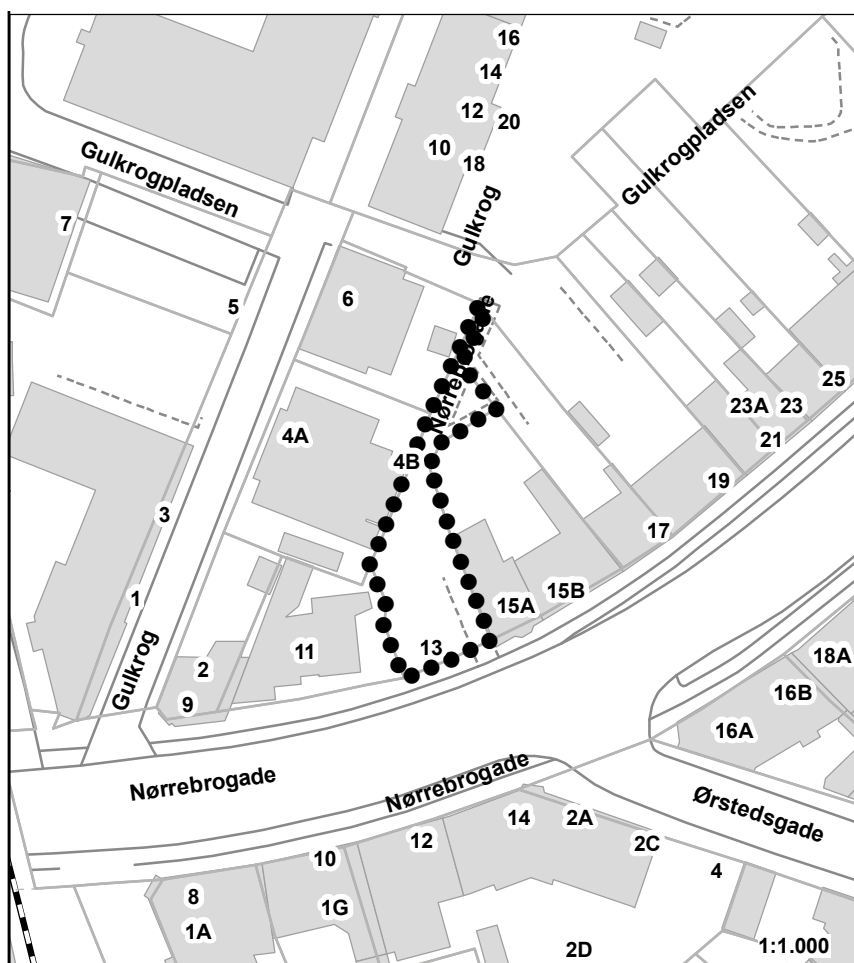 16
14
12
20
10
18
Gulkrogpladsen
Gulkrogpladsen
Gulkrog
7
5
6
25
23A
23
21
4A
4B
19
17
3
15B
15A
1
13
11
2
9
Gulkrog
18A
16B
16A
Nørrebrogade
Nørrebrogade
Ørstedsgade
14
2A
12
2C
10
4
8
1G
1A
2D
1:1.000